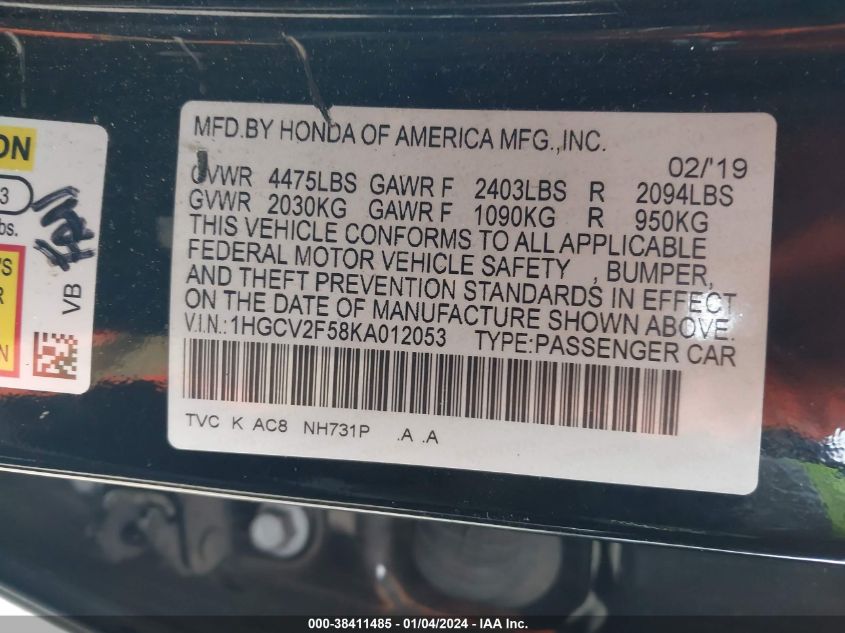 ON
3
lbs.
VB
MFD.BY HONDA OF AMERICA MFG.,INC.
02/'19
GVWR 4475LBS GAWR F 2403LBS R 2094LBS
GVWR 2030KG GAWR F 1090KG R 950KG
THIS VEHICLE CONFORMS TO ALL APPLICABLE
FEDERAL MOTOR VEHICLE SAFETY , BUMPER,
AND THEFT PREVENTION STANDARDS IN EFFECT
ON THE DATE OF MANUFACTURE SHOWN ABOVE.
V.I.N.:1HGCV2F58KA012053 TYPE:PASSENGER CAR
TVC K AC8 NH731P .A .A
000-38411485 - 01/04/2024 - IAA Inc.